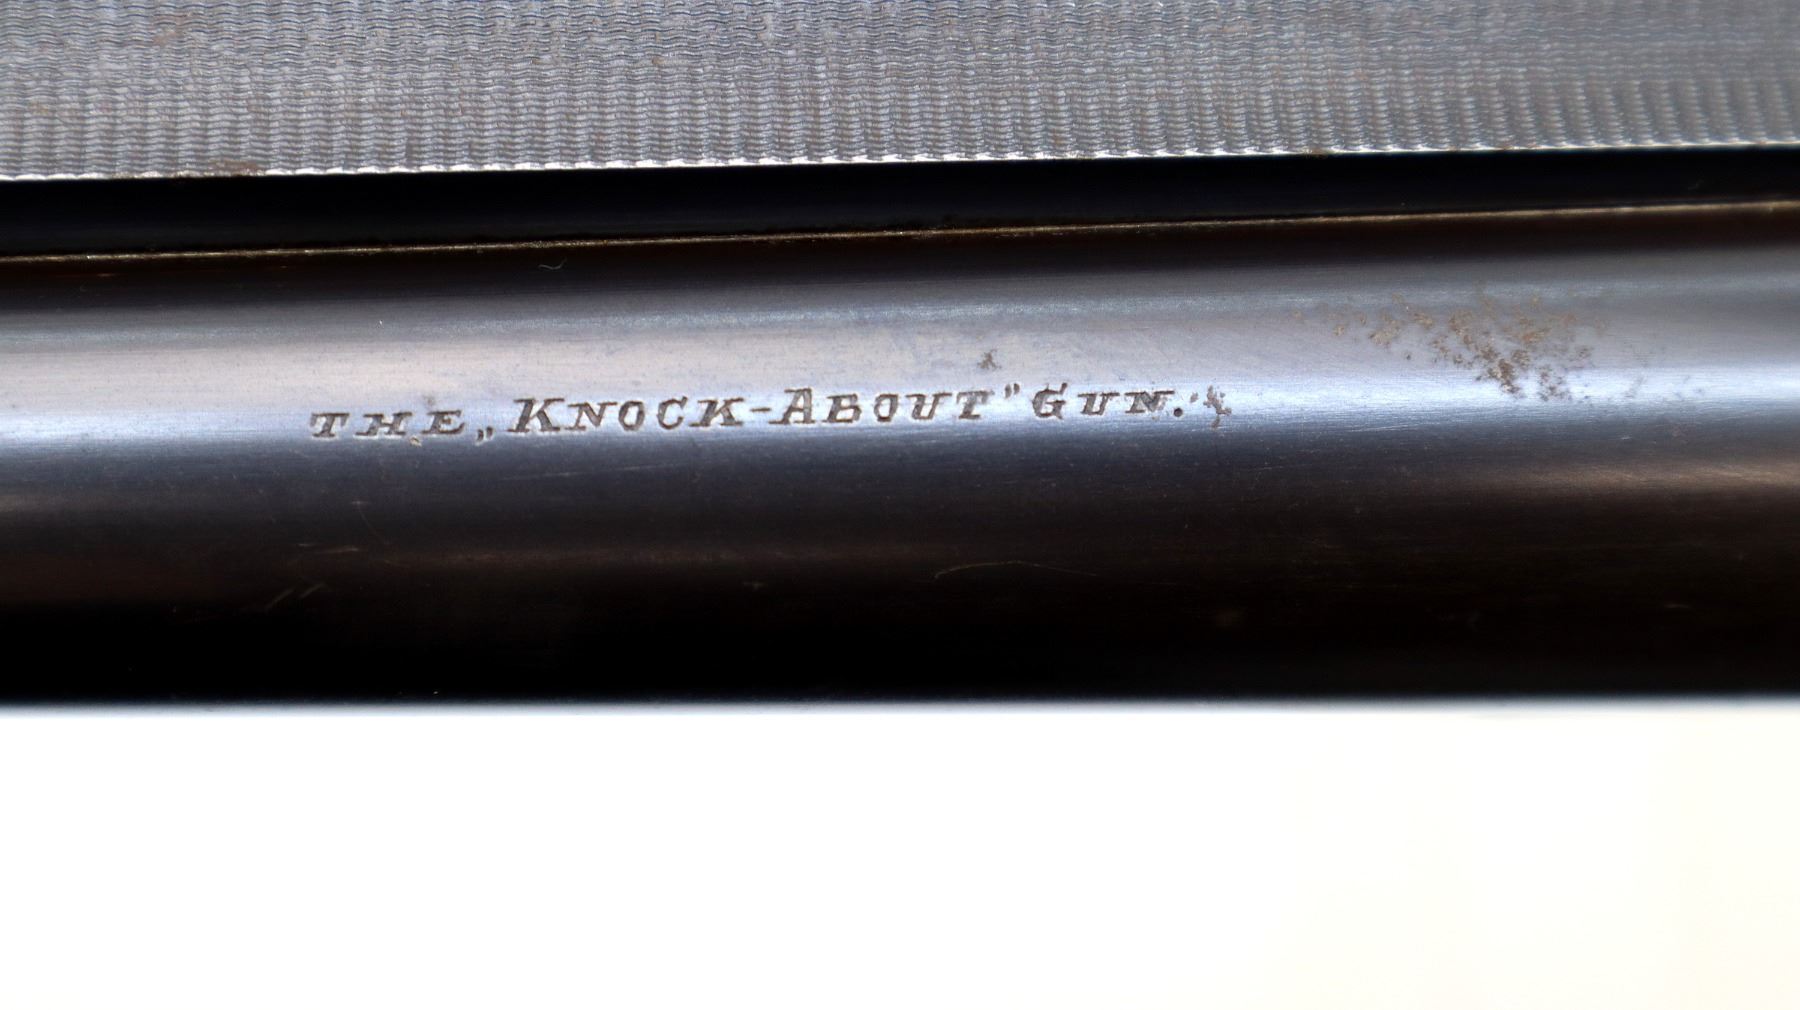 THE „KNOCK-ABOUT" GUN.